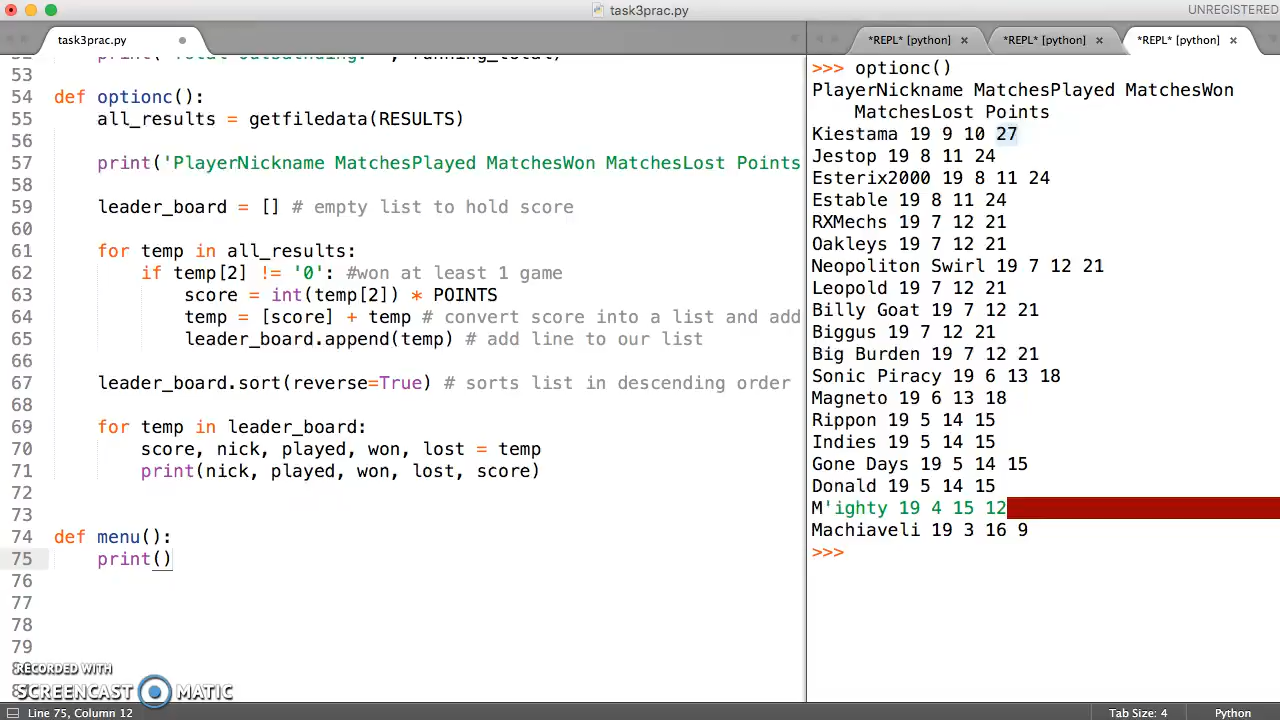 task3prac.py
UNREGISTERED
task3prac.py
*REPL* [python] ×
*REPL* [python] ×
*REPL* [python] ×
53
54 def optionc():
55 all_results = getfiledata(RESULTS)
56
57 print('PlayerNickname MatchesPlayed MatchesWon MatchesLost Points
58
59 leader_board = [] # empty list to hold score
60
61 for temp in all_results:
62 if temp[2] != '0': #won at least 1 game
63 score = int(temp[2]) * POINTS
64 temp = [score] + temp # convert score into a list and add
65 leader_board.append(temp) # add line to our list
66
67 leader_board.sort(reverse=True) # sorts list in descending order
68
69 for temp in leader_board:
70 score, nick, played, won, lost = temp
71 print(nick, played, won, lost, score)
72
73
74 def menu():
75 print()
76
77
78
79
RECORDED WITH
SCREENCAST MATIC
Line 75, Column 12
>>> optionc()
PlayerNickname MatchesPlayed MatchesWon
MatchesLost Points
Kiestama 19 9 10 27
Jestop 19 8 11 24
Esterix2000 19 8 11 24
Estable 19 8 11 24
RXMechs 19 7 12 21
Oakleys 19 7 12 21
Neopoliton Swirl 19 7 12 21
Leopold 19 7 12 21
Billy Goat 19 7 12 21
Biggus 19 7 12 21
Big Burden 19 7 12 21
Sonic Piracy 19 6 13 18
Magneto 19 6 13 18
Rippon 19 5 14 15
Indies 19 5 14 15
Gone Days 19 5 14 15
Donald 19 5 14 15
M'ighty 19 4 15 12
Machiaveli 19 3 16 9
>>>
Tab Size: 4
Python